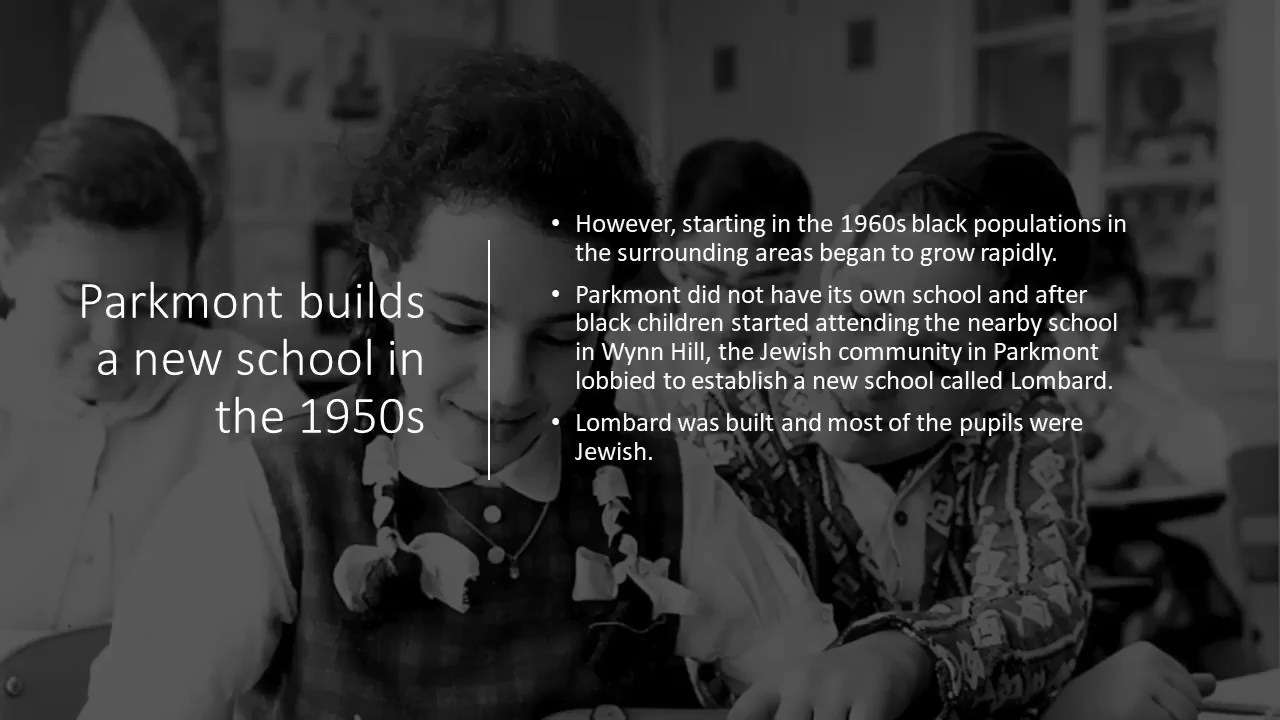 Parkmont builds
a new school in
the 1950s
• However, starting in the 1960s black populations in
the surrounding areas began to grow rapidly.
• Parkmont did not have its own school and after
black children started attending the nearby school
in Wynn Hill, the Jewish community in Parkmont
lobbied to establish a new school called Lombard.
• Lombard was built and most of the pupils were
Jewish.